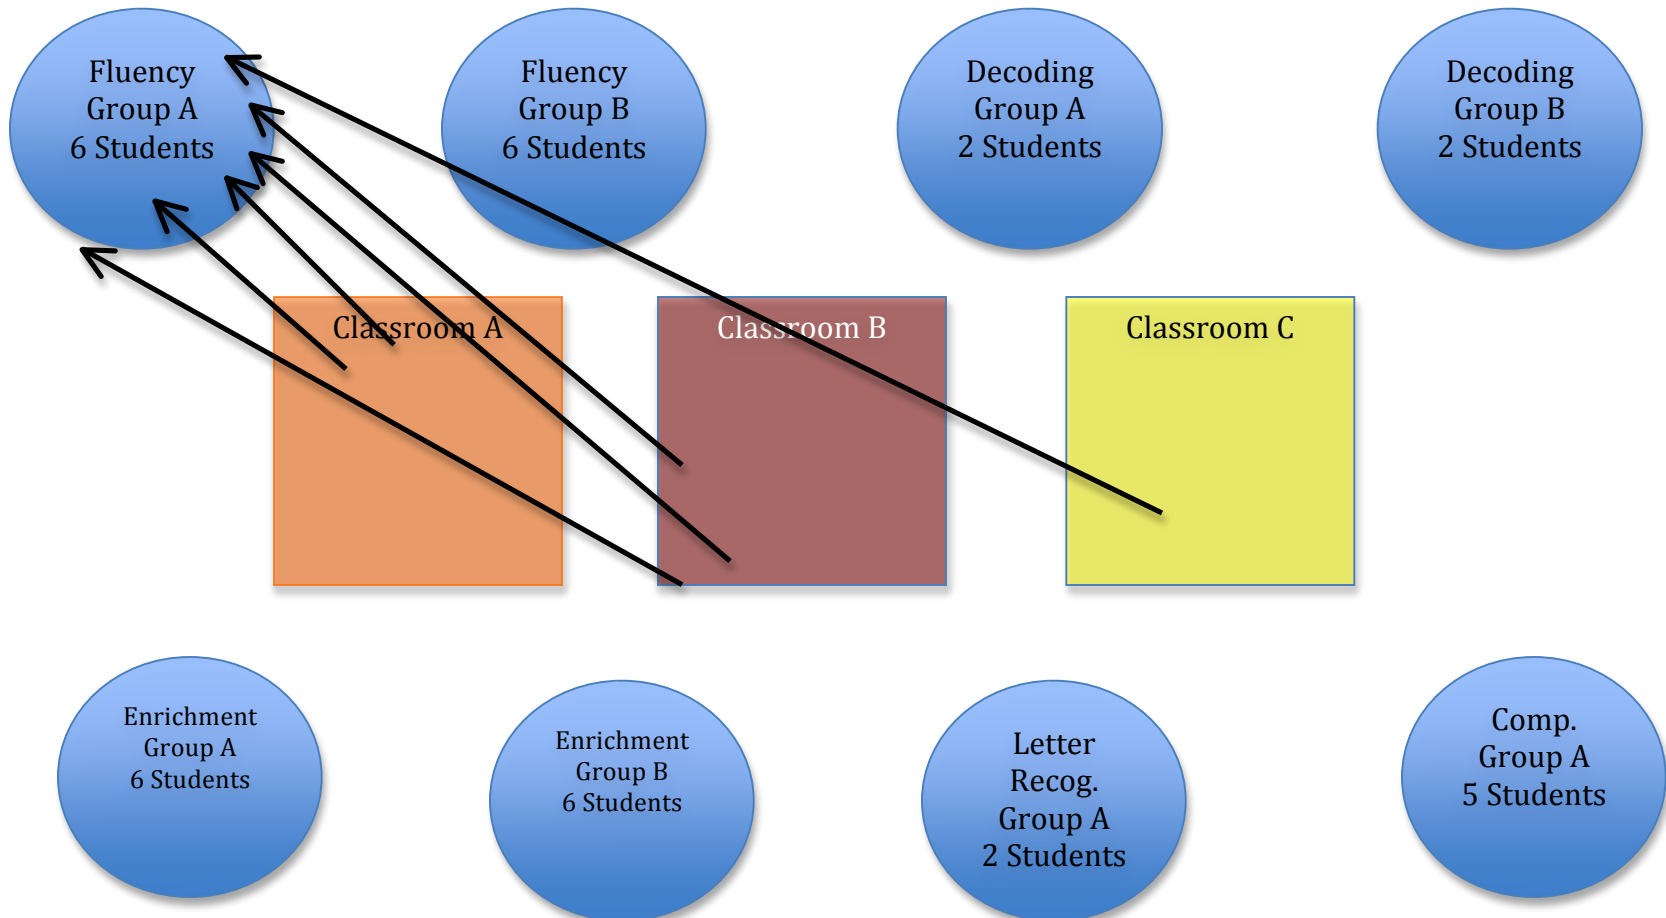 Fluency
Group A
6 Students
Fluency
Group B
6 Students
Decoding
Group A
2 Students
Decoding
Group B
2 Students
Classroom A
Classroom B
Classroom C
Enrichment
Group A
6 Students
Enrichment
Group B
6 Students
Letter
Recog.
Group A
2 Students
Comp.
Group A
5 Students